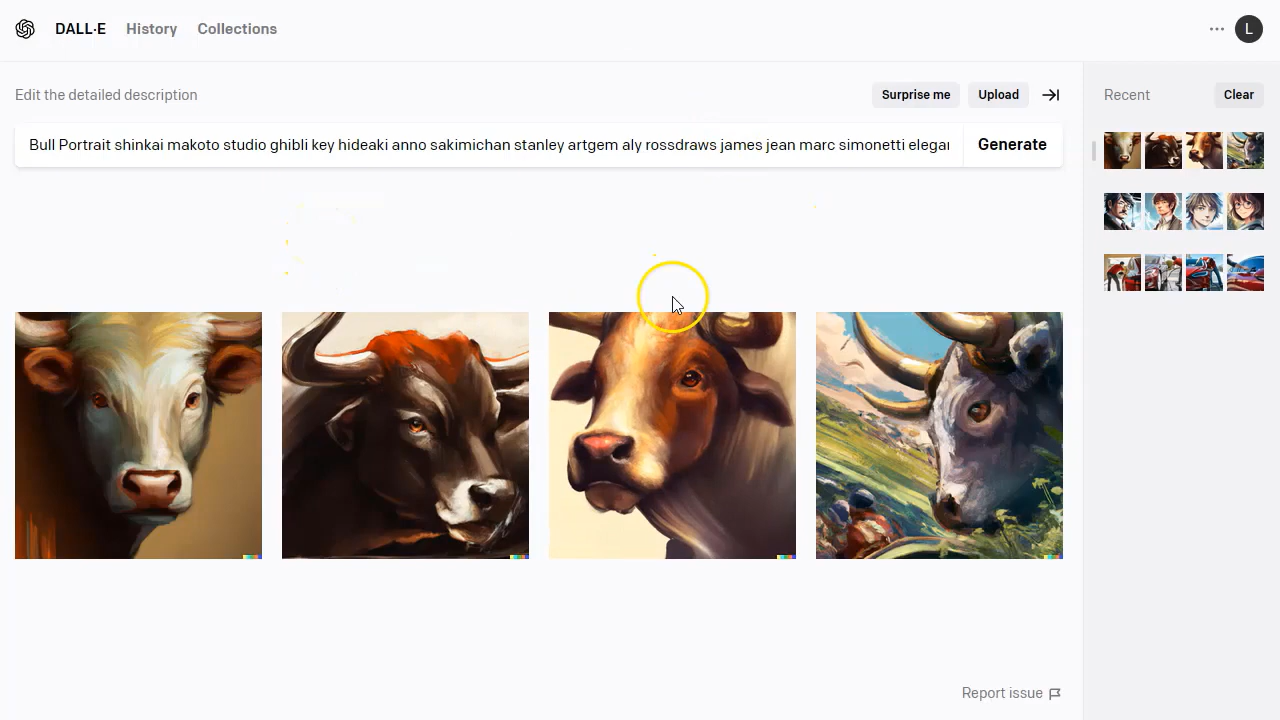 DALL·E History Collections ··· L
Edit the detailed description Surprise me Upload Recent Clear
Bull Portrait shinkai makoto studio ghibli key hideaki anno sakimichan stanley artgem aly rossdraws james jean marc simonetti elegar Generate
Report issue